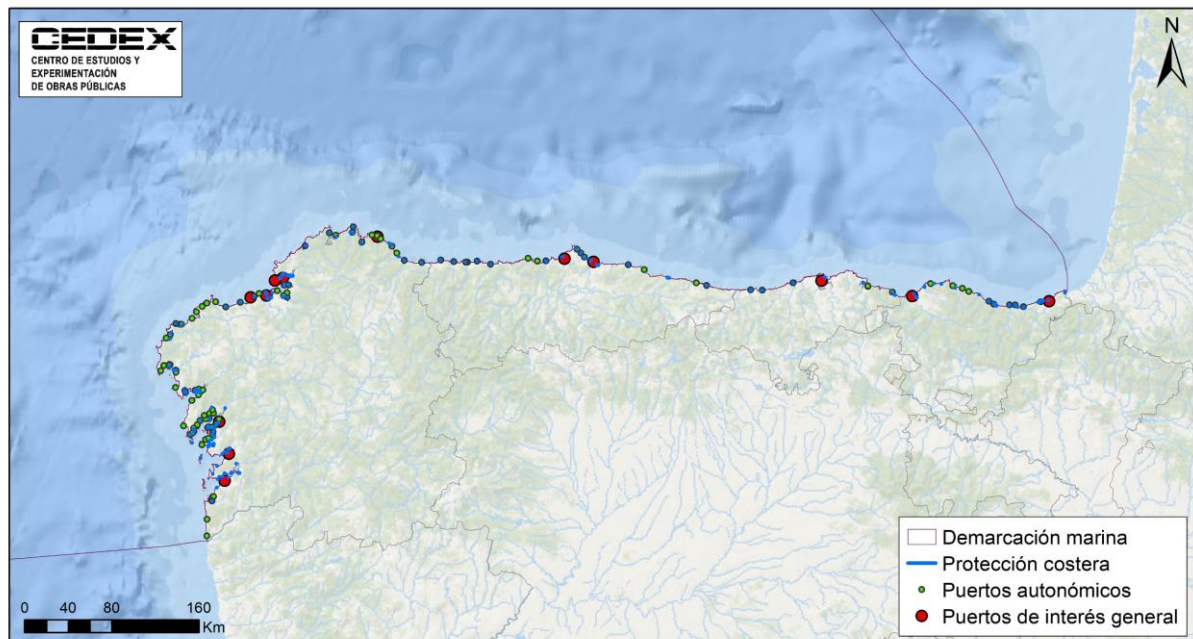 CEDEX
CENTRO DE ESTUDIOS Y
EXPERIMENTACIÓN
DE OBRAS PÚBLICAS
N
Demarcación marina
Protección costera
Puertos autonómicos
Puertos de interés general
0 40 80 160
Km